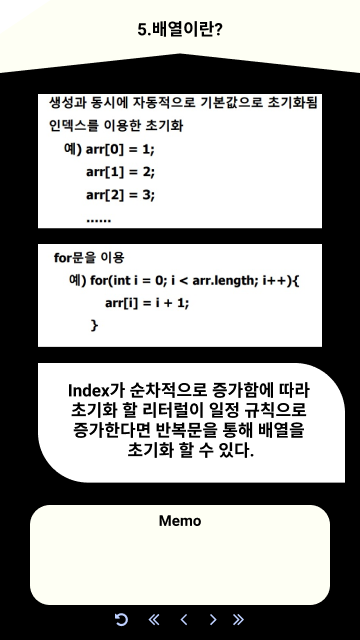 5.배열이란?
생성과 동시에 자동적으로 기본값으로 초기화됨
인덱스를 이용한 초기화
예) arr[0] = 1;
arr[1] = 2;
arr[2] = 3;
......
for문을 이용
예) for(int i = 0; i < arr.length; i++){
arr[i] = i + 1;
}
Index가 순차적으로 증가함에 따라
초기화 할 리터럴이 일정 규칙으로
증가한다면 반복문을 통해 배열을
초기화 할 수 있다.
Memo